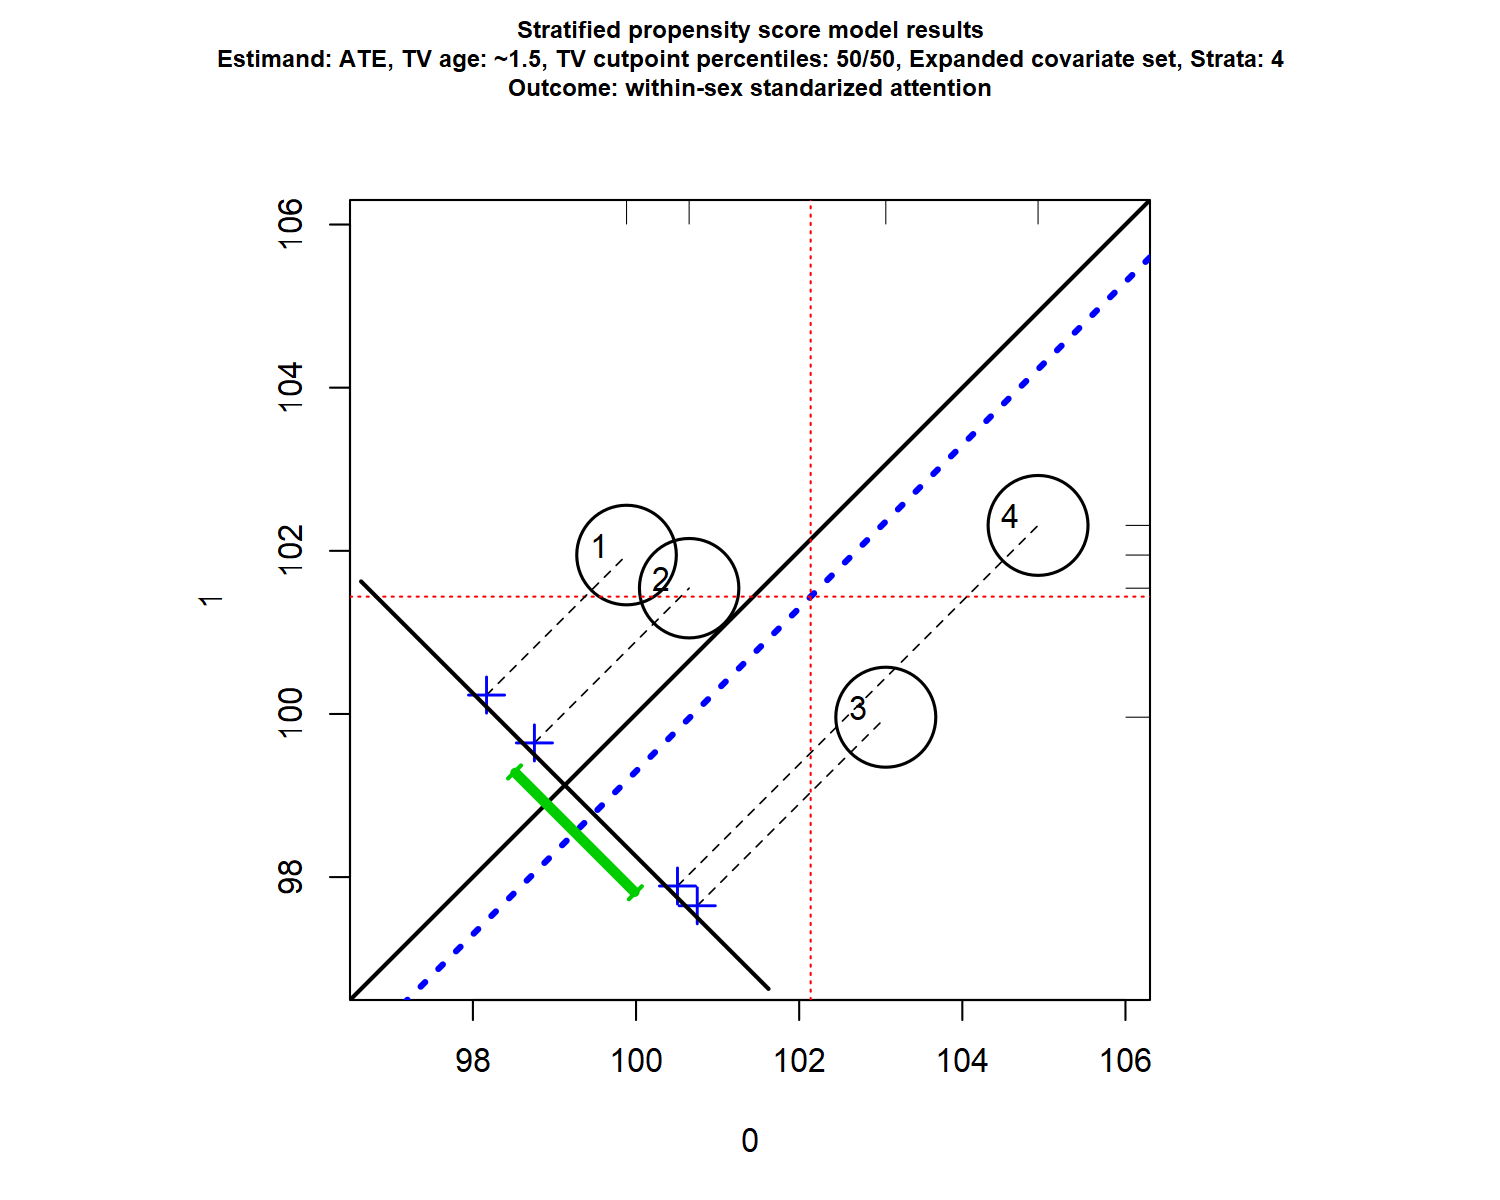 Stratified propensity score model results
Estimand: ATE, TV age: ~1.5, TV cutpoint percentiles: 50/50, Expanded covariate set, Strata: 4
Outcome: within-sex standarized attention
106
104
102
100
98
1
1
2
3
4
98 100 102 104 106
0